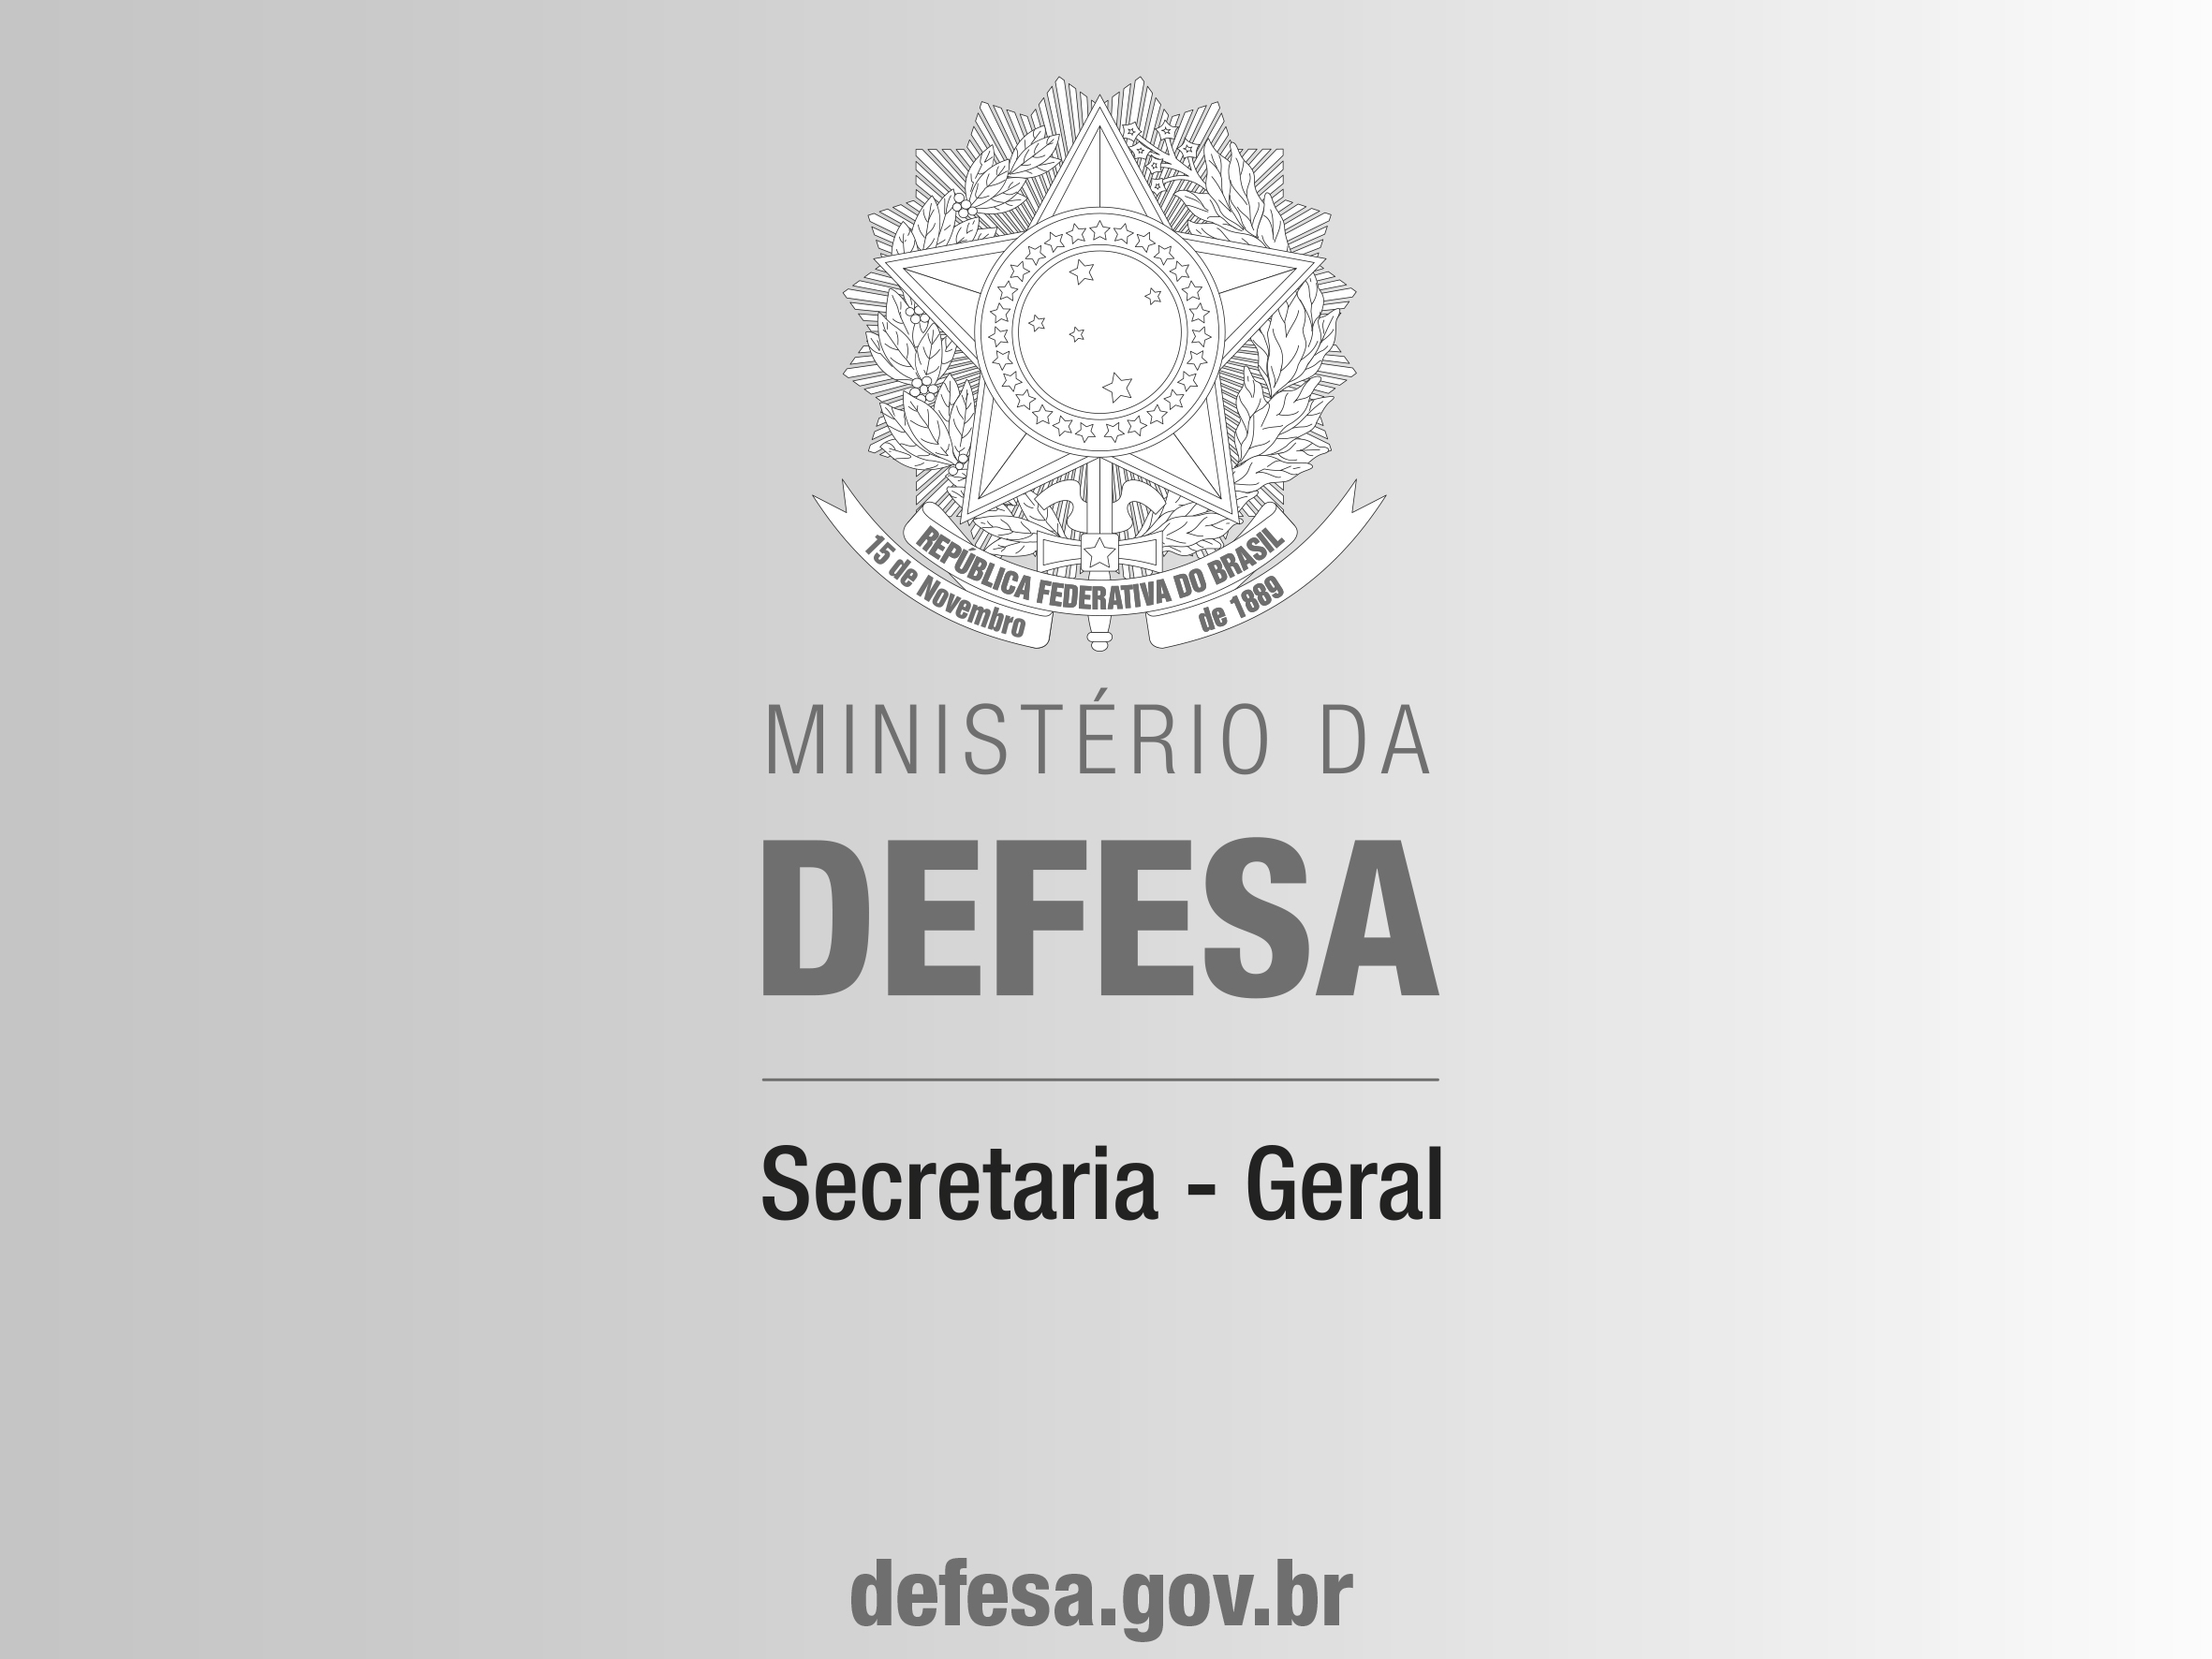 REPÚBLICA FEDERATIVA DO BRASIL
15 de Novembro de 1889
MINISTÉRIO DA
DEFESA
Secretaria - Geral
defesa.gov.br